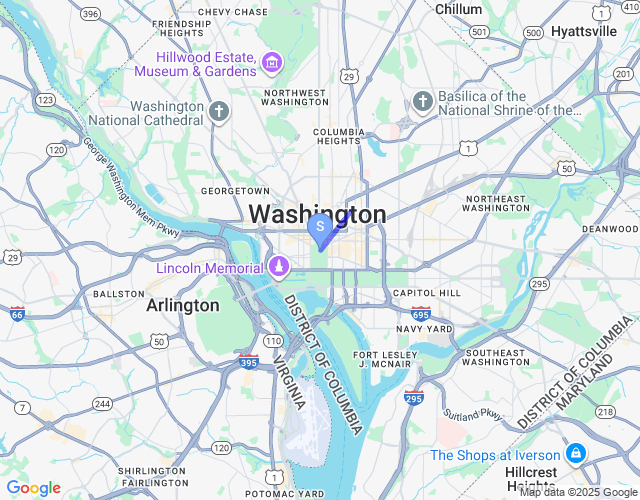 CHEVY CHASE
Chillum
FRIENDSHIP
HEIGHTS
Hyattsville
Hillwood Estate,
Museum & Gardens
NORTHWEST
WASHINGTON
Washington
National Cathedral
Basilica of the
National Shrine of the...
COLUMBIA
HEIGHTS
GEORGETOWN
George Washington Mem Pkwy
Washington
S
NORTHEAST
WASHINGTON
DEANWOOD
Lincoln Memorial
BALLSTON
Arlington
CAPITOL HILL
NAVY YARD
DISTRICT OF COLUMBIA
VIRGINIA
FORT LESLEY
J. MCNAIR
SOUTHEAST
WASHINGTON
DISTRICT OF COLUMBIA
MARYLAND
Suitland Pkwy
The Shops at Iverson
Hillcrest
Heights
SHIRLINGTON
FAIRLINGTON
POTOMAC YARD
185
29
650
1
501
500
201
123
120
1
50
120
295
66
50
110
695
395
295
7
244
120
1
218
Google
Map data ©2025 Google